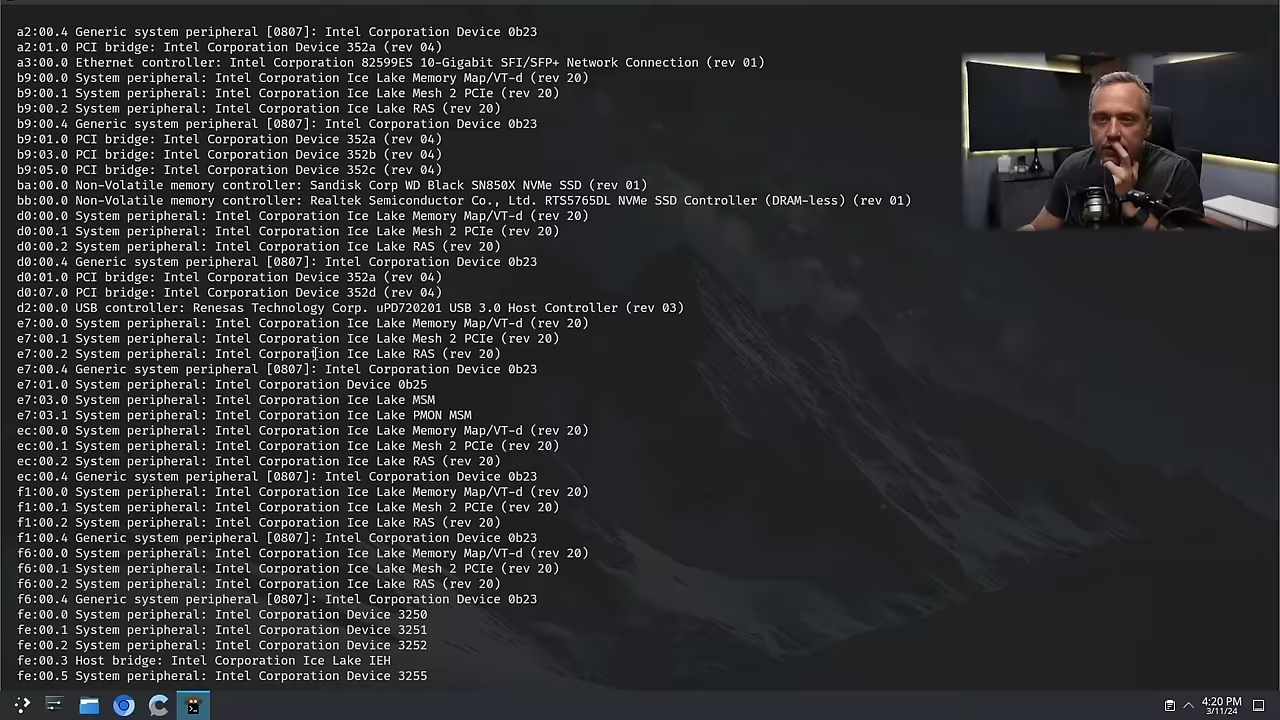 a2:00.4 Generic system peripheral [0807]: Intel Corporation Device 0b23
a2:01.0 PCI bridge: Intel Corporation Device 352a (rev 04)
a3:00.0 Ethernet controller: Intel Corporation 82599ES 10-Gigabit SFI/SFP+ Network Connection (rev 01)
b9:00.0 System peripheral: Intel Corporation Ice Lake Memory Map/VT-d (rev 20)
b9:00.1 System peripheral: Intel Corporation Ice Lake Mesh 2 PCIe (rev 20)
b9:00.2 System peripheral: Intel Corporation Ice Lake RAS (rev 20)
b9:00.4 Generic system peripheral [0807]: Intel Corporation Device 0b23
b9:01.0 PCI bridge: Intel Corporation Device 352a (rev 04)
b9:03.0 PCI bridge: Intel Corporation Device 352b (rev 04)
b9:05.0 PCI bridge: Intel Corporation Device 352c (rev 04)
ba:00.0 Non-Volatile memory controller: Sandisk Corp WD Black SN850X NVMe SSD (rev 01)
bb:00.0 Non-Volatile memory controller: Realtek Semiconductor Co., Ltd. RTS5765DL NVMe SSD Controller (DRAM-less) (rev 01)
d0:00.0 System peripheral: Intel Corporation Ice Lake Memory Map/VT-d (rev 20)
d0:00.1 System peripheral: Intel Corporation Ice Lake Mesh 2 PCIe (rev 20)
d0:00.2 System peripheral: Intel Corporation Ice Lake RAS (rev 20)
d0:00.4 Generic system peripheral [0807]: Intel Corporation Device 0b23
d0:01.0 PCI bridge: Intel Corporation Device 352a (rev 04)
d0:07.0 PCI bridge: Intel Corporation Device 352d (rev 04)
d2:00.0 USB controller: Renesas Technology Corp. uPD720201 USB 3.0 Host Controller (rev 03)
e7:00.0 System peripheral: Intel Corporation Ice Lake Memory Map/VT-d (rev 20)
e7:00.1 System peripheral: Intel Corporation Ice Lake Mesh 2 PCIe (rev 20)
e7:00.2 System peripheral: Intel Corporation Ice Lake RAS (rev 20)
e7:00.4 Generic system peripheral [0807]: Intel Corporation Device 0b23
e7:01.0 System peripheral: Intel Corporation Device 0b25
e7:03.0 System peripheral: Intel Corporation Ice Lake MSM
e7:03.1 System peripheral: Intel Corporation Ice Lake PMON MSM
ec:00.0 System peripheral: Intel Corporation Ice Lake Memory Map/VT-d (rev 20)
ec:00.1 System peripheral: Intel Corporation Ice Lake Mesh 2 PCIe (rev 20)
ec:00.2 System peripheral: Intel Corporation Ice Lake RAS (rev 20)
ec:00.4 Generic system peripheral [0807]: Intel Corporation Device 0b23
f1:00.0 System peripheral: Intel Corporation Ice Lake Memory Map/VT-d (rev 20)
f1:00.1 System peripheral: Intel Corporation Ice Lake Mesh 2 PCIe (rev 20)
f1:00.2 System peripheral: Intel Corporation Ice Lake RAS (rev 20)
f1:00.4 Generic system peripheral [0807]: Intel Corporation Device 0b23
f6:00.0 System peripheral: Intel Corporation Ice Lake Memory Map/VT-d (rev 20)
f6:00.1 System peripheral: Intel Corporation Ice Lake Mesh 2 PCIe (rev 20)
f6:00.2 System peripheral: Intel Corporation Ice Lake RAS (rev 20)
f6:00.4 Generic system peripheral [0807]: Intel Corporation Device 0b23
fe:00.0 System peripheral: Intel Corporation Device 3250
fe:00.1 System peripheral: Intel Corporation Device 3251
fe:00.2 System peripheral: Intel Corporation Device 3252
fe:00.3 Host bridge: Intel Corporation Ice Lake IEH
fe:00.5 System peripheral: Intel Corporation Device 3255
4:20 PM
3/11/24